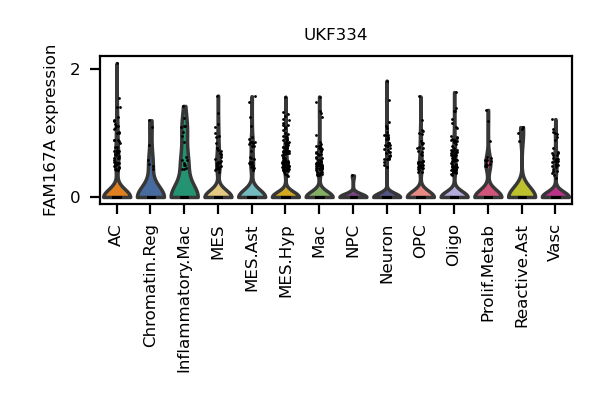 UKF334
FAM167A expression
2
0
AC
Chromatin.Reg
Inflammatory.Mac
MES
MES.Ast
MES.Hyp
Mac
NPC
Neuron
OPC
Oligo
Prolif.Metab
Reactive.Ast
Vasc